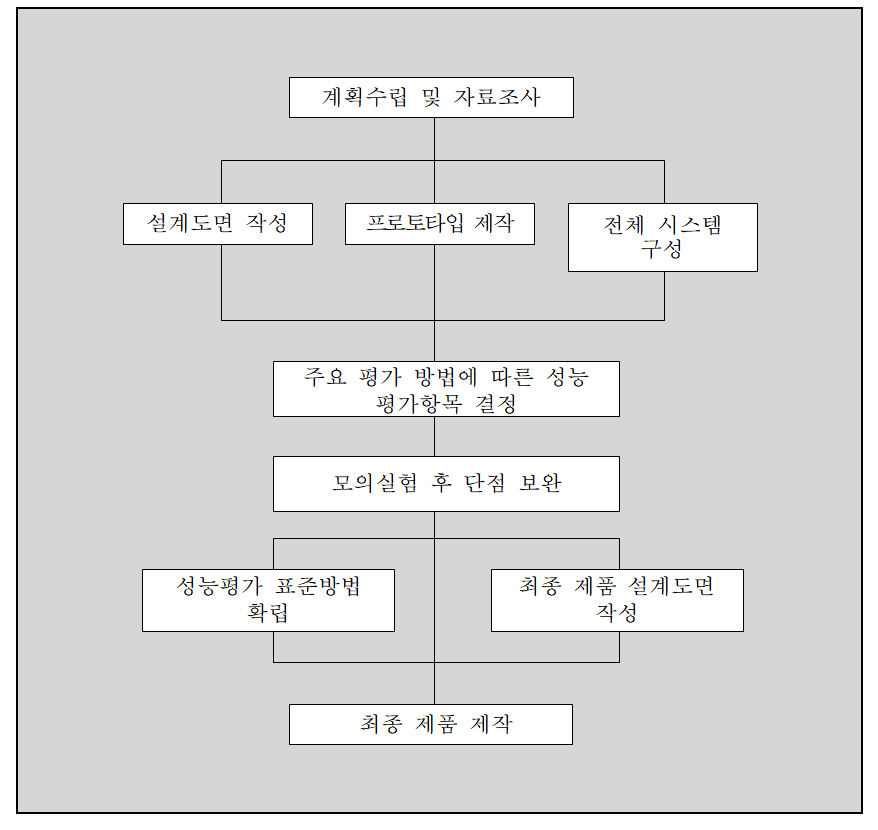 계획수립 및 자료조사
설계도면 작성
프로토타입 제작
전체 시스템
구성
주요 평가 방법에 따른 성능
평가항목 결정
모의실험 후 단점 보완
성능평가 표준방법
확립
최종 제품 설계도면
작성
최종 제품 제작